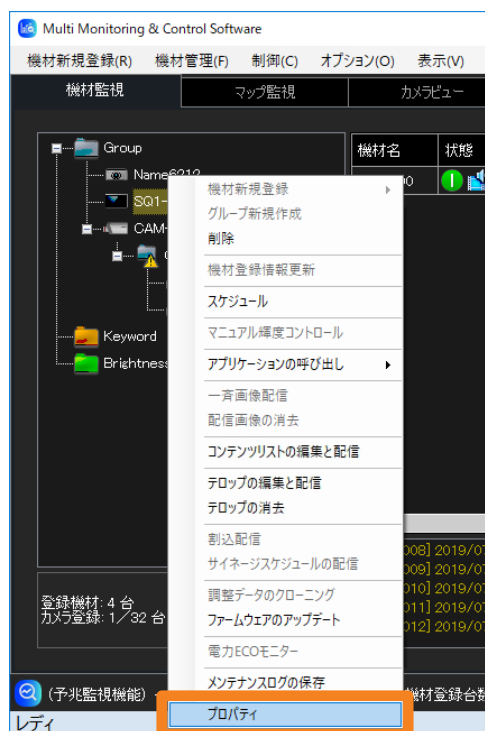 Multi Monitoring & Control Software
機材新規登録(R) 機材管理(F) 制御(C) オプション(O) 表示(V)
機材監視 マップ監視 カメラビュー
Group
機材名 状態
SQ1-
CAM-
Keyword
機材新規登録
グループ新規作成
削除
機材登録情報更新
スケジュール
マニュアル輝度コントロール
アプリケーションの呼び出し
一斉画像配信
配信画像の消去
コンテンツリストの編集と配信
テロップの編集と配信
テロップの消去
割込配信
サイネージスケジュールの配信
調整データのクローニング
ファームウェアのアップデート
電力ECOモニター
メンテナンスログの保存
プロパティ
008] 2019/07
009] 2019/07
010] 2019/07
011] 2019/07
012] 2019/07
登録機材: 4 台
カメラ登録: 1/32 台
(予兆監視機能)
機材登録台数
レディ